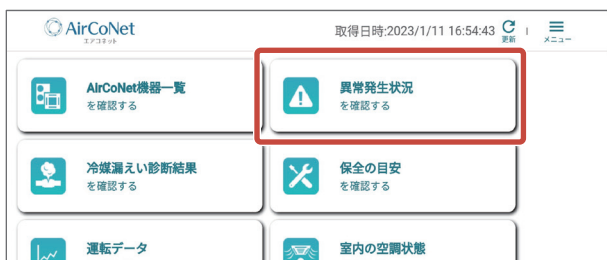 AirCoNet
エアコネット
取得日時:2023/1/11 16:54:43
更新
メニュー
AirCoNet機器一覧
を確認する
異常発生状況
を確認する
冷媒漏えい診断結果
を確認する
保全の目安
を確認する
運転データ
室内の空調状態